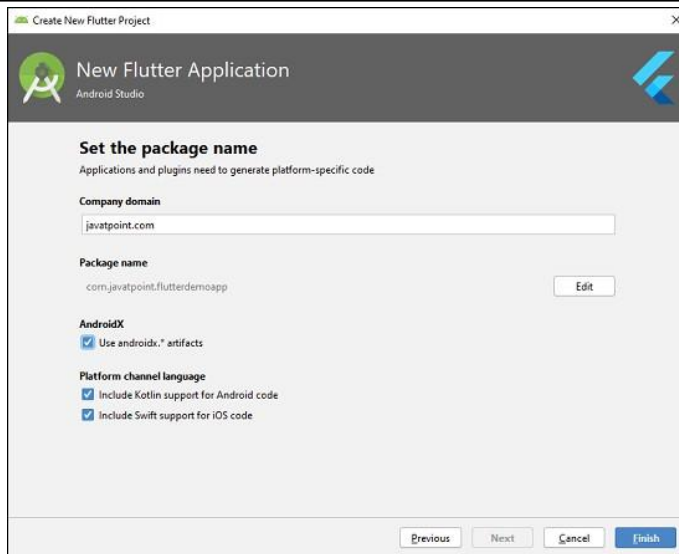 Create New Flutter Project
New Flutter Application
Android Studio
Set the package name
Applications and plugins need to generate platform-specific code
Company domain
javatpoint.com
Package name
com.javatpoint.flutterdemoapp
Edit
AndroidX
Use androidx.* artifacts
Platform channel language
Include Kotlin support for Android code
Include Swift support for iOS code
Previous Next Cancel Finish